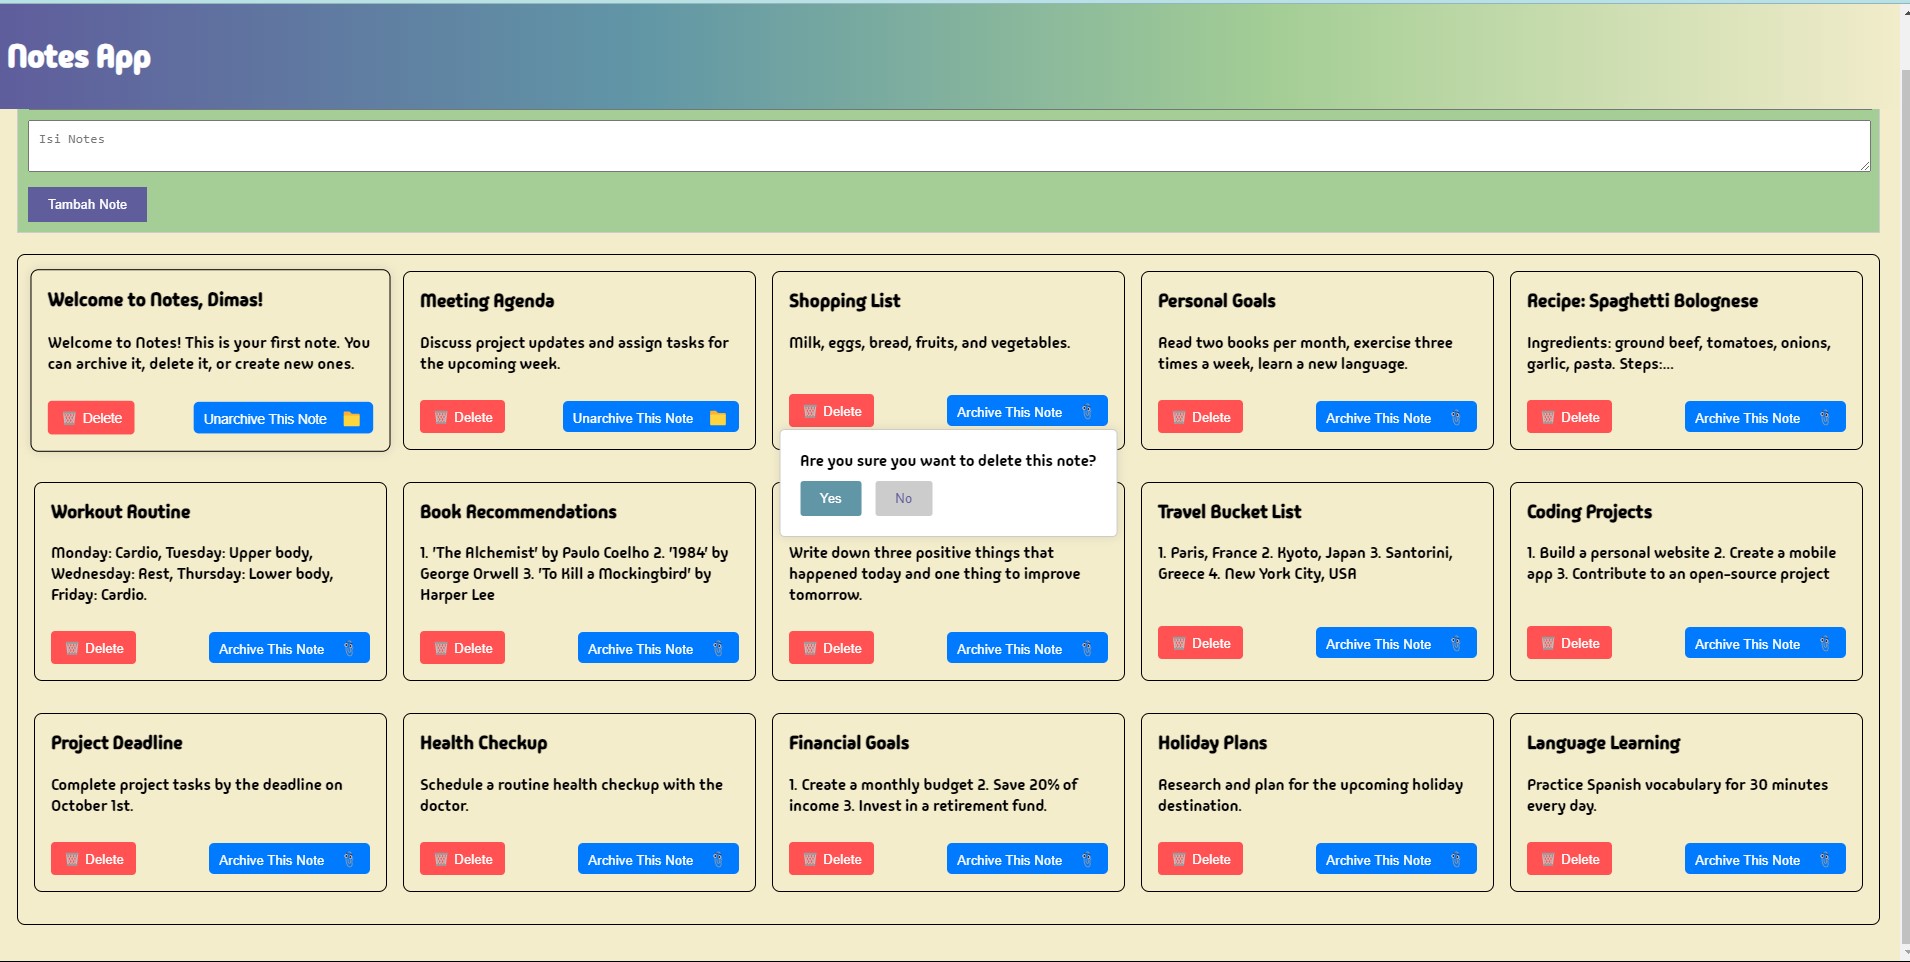 Notes App
Isi Notes
Tambah Note
Welcome to Notes, Dimas!
Welcome to Notes! This is your first note. You
can archive it, delete it, or create new ones.
Delete
Unarchive This Note
Meeting Agenda
Discuss project updates and assign tasks for
the upcoming week.
Delete
Unarchive This Note
Shopping List
Milk, eggs, bread, fruits, and vegetables.
Delete
Archive This Note
Personal Goals
Read two books per month, exercise three
times a week, learn a new language.
Delete
Archive This Note
Recipe: Spaghetti Bolognese
Ingredients: ground beef, tomatoes, onions,
garlic, pasta. Steps:...
Delete
Archive This Note
Are you sure you want to delete this note?
Yes
No
Workout Routine
Monday: Cardio, Tuesday: Upper body,
Wednesday: Rest, Thursday: Lower body,
Friday: Cardio.
Delete
Archive This Note
Book Recommendations
1. 'The Alchemist' by Paulo Coelho 2. '1984' by
George Orwell 3. 'To Kill a Mockingbird' by
Harper Lee
Delete
Archive This Note
Write down three positive things that
happened today and one thing to improve
tomorrow.
Delete
Archive This Note
Travel Bucket List
1. Paris, France 2. Kyoto, Japan 3. Santorini,
Greece 4. New York City, USA
Delete
Archive This Note
Coding Projects
1. Build a personal website 2. Create a mobile
app 3. Contribute to an open-source project
Delete
Archive This Note
Project Deadline
Complete project tasks by the deadline on
October 1st.
Delete
Archive This Note
Health Checkup
Schedule a routine health checkup with the
doctor.
Delete
Archive This Note
Financial Goals
1. Create a monthly budget 2. Save 20% of
income 3. Invest in a retirement fund.
Delete
Archive This Note
Holiday Plans
Research and plan for the upcoming holiday
destination.
Delete
Archive This Note
Language Learning
Practice Spanish vocabulary for 30 minutes
every day.
Delete
Archive This Note